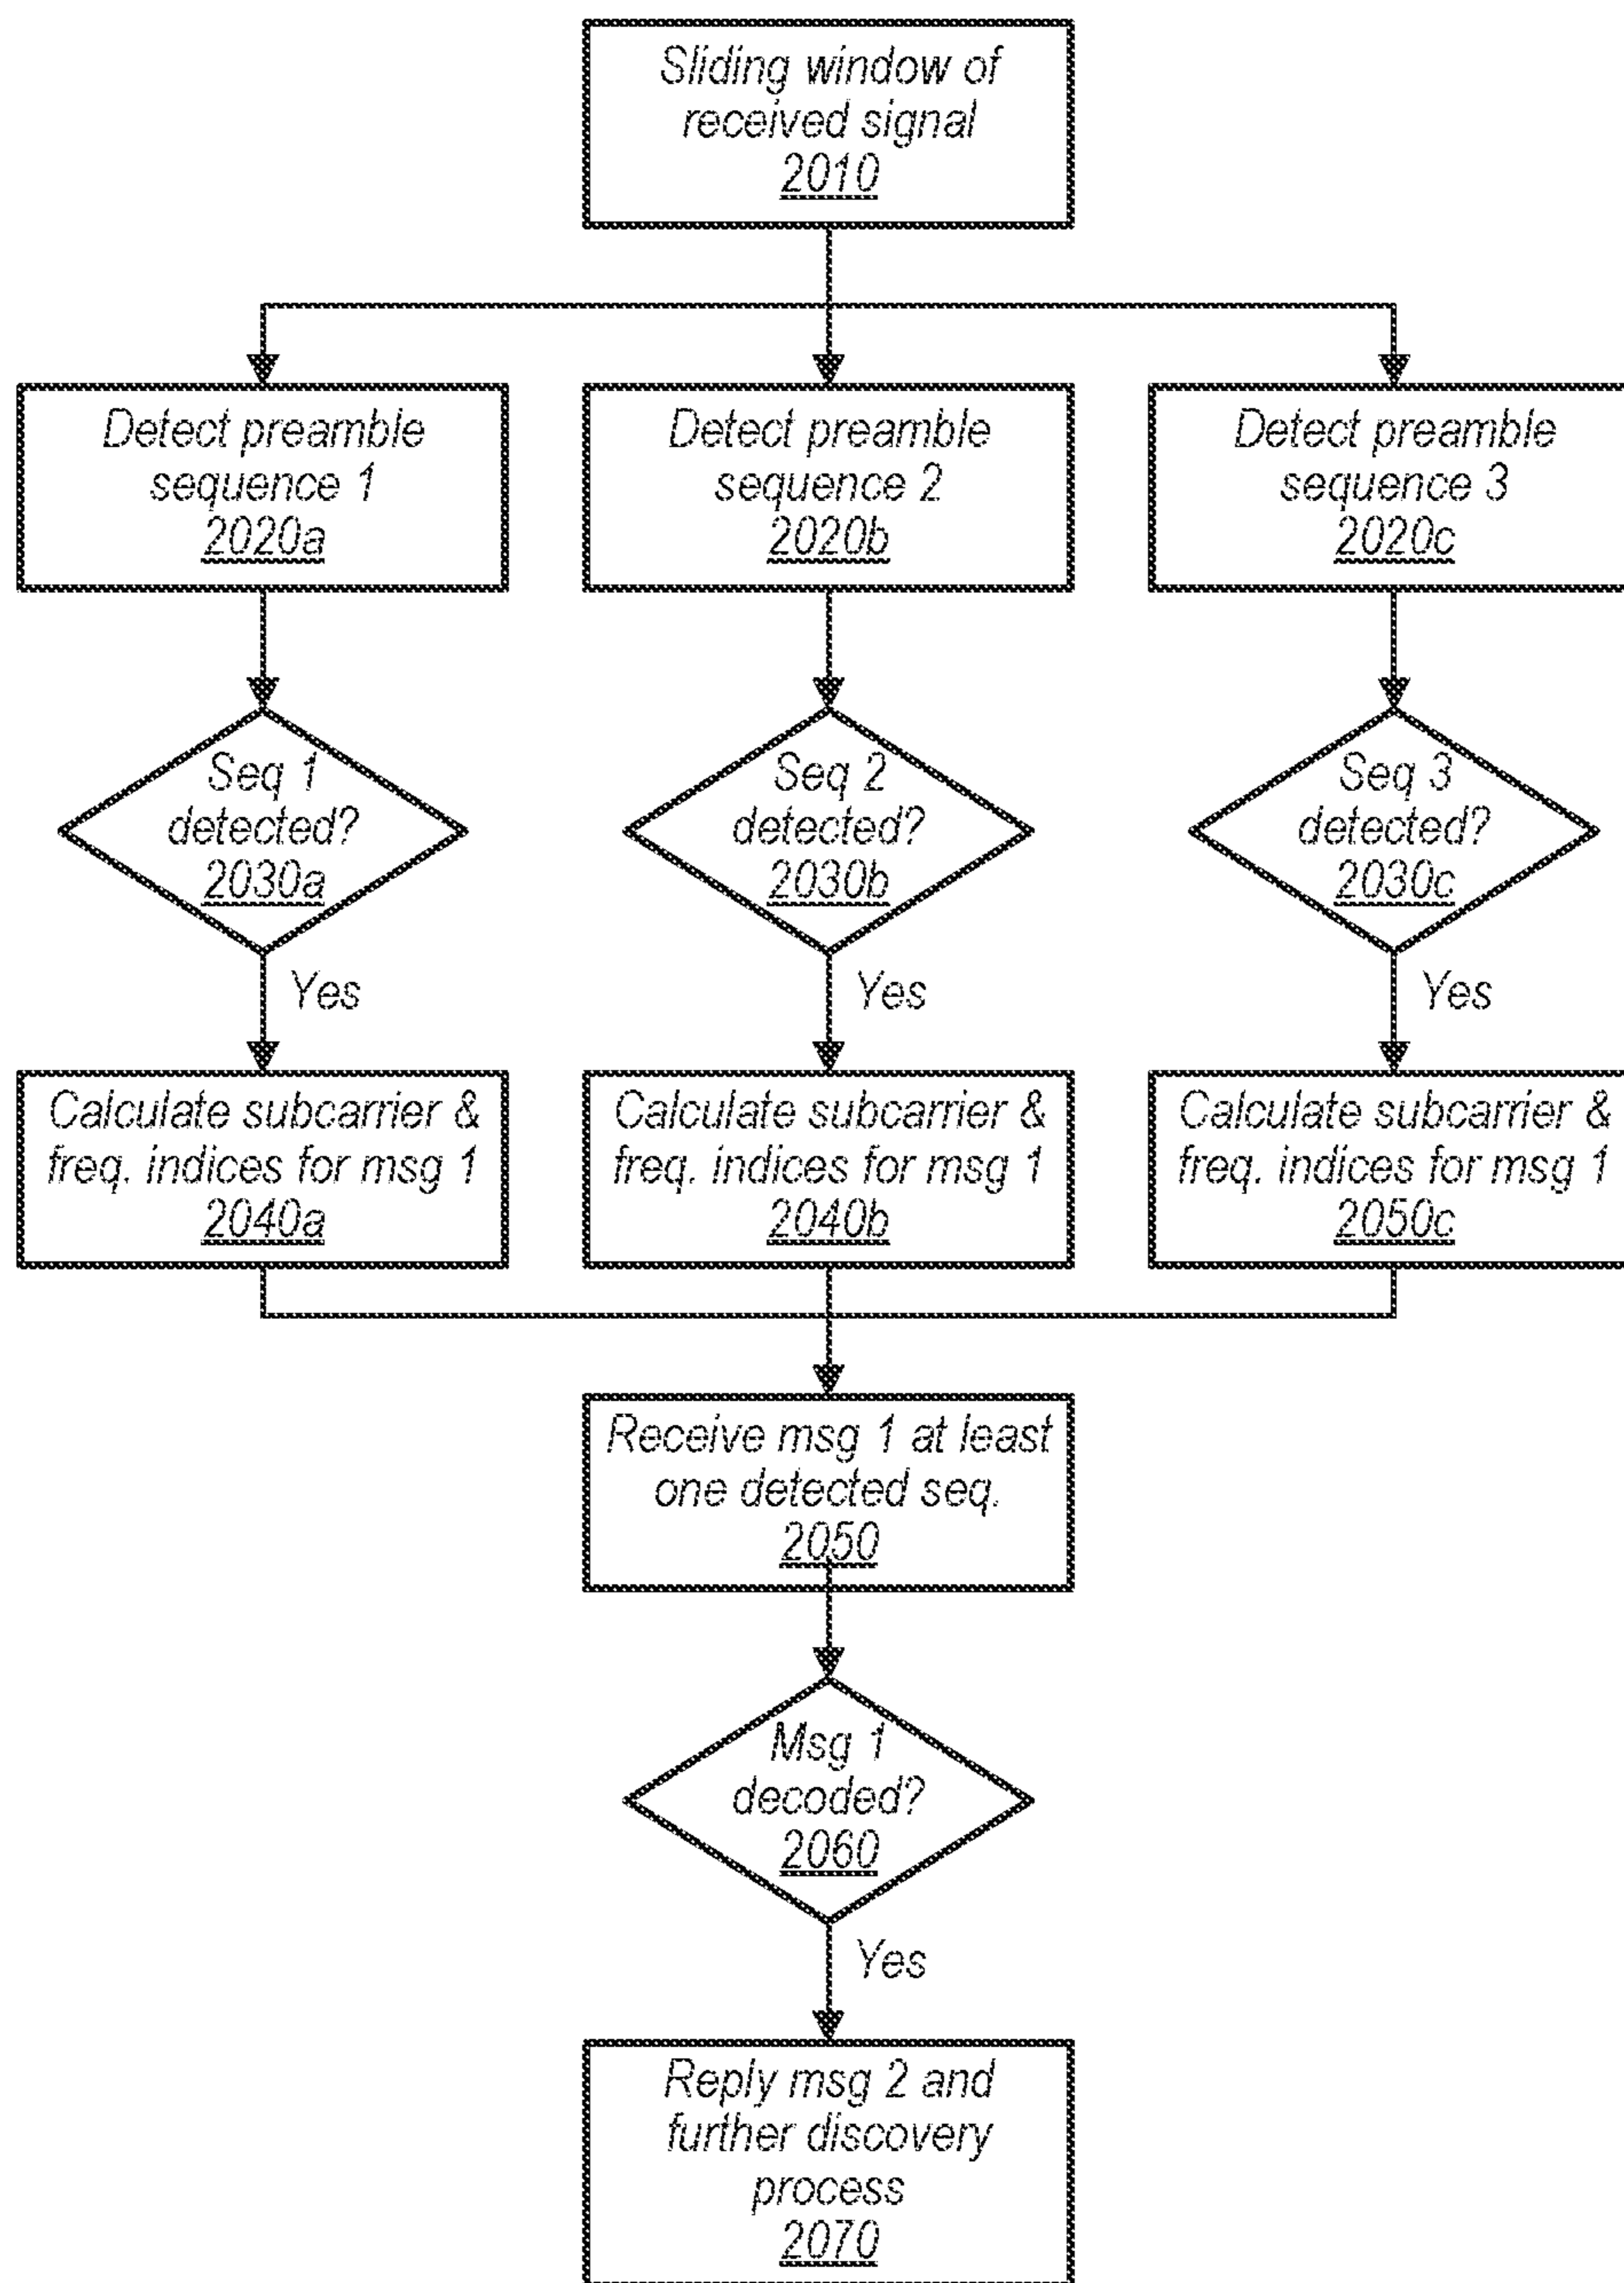 Sliding window of
received signal
2010
Detect preamble
sequence 1
2020a
Detect preamble
sequence 2
2020b
Detect preamble
sequence 3
2020c
Seq 1
detected?
2030a
Seq 2
detected?
2030b
Seq 3
detected?
2030c
Yes
Yes
Yes
Calculate subcarrier &
freq. indices for msg 1
2040a
Calculate subcarrier &
freq. indices for msg 1
2040b
Calculate subcarrier &
freq. indices for msg 1
2050c
Receive msg 1 at least
one detected seq.
2050
Msg 1
decoded?
2060
Yes
Reply msg 2 and
further discovery
process
2070